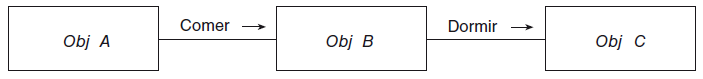 Obj A
Comer →
Obj B
Dormir →
Obj C